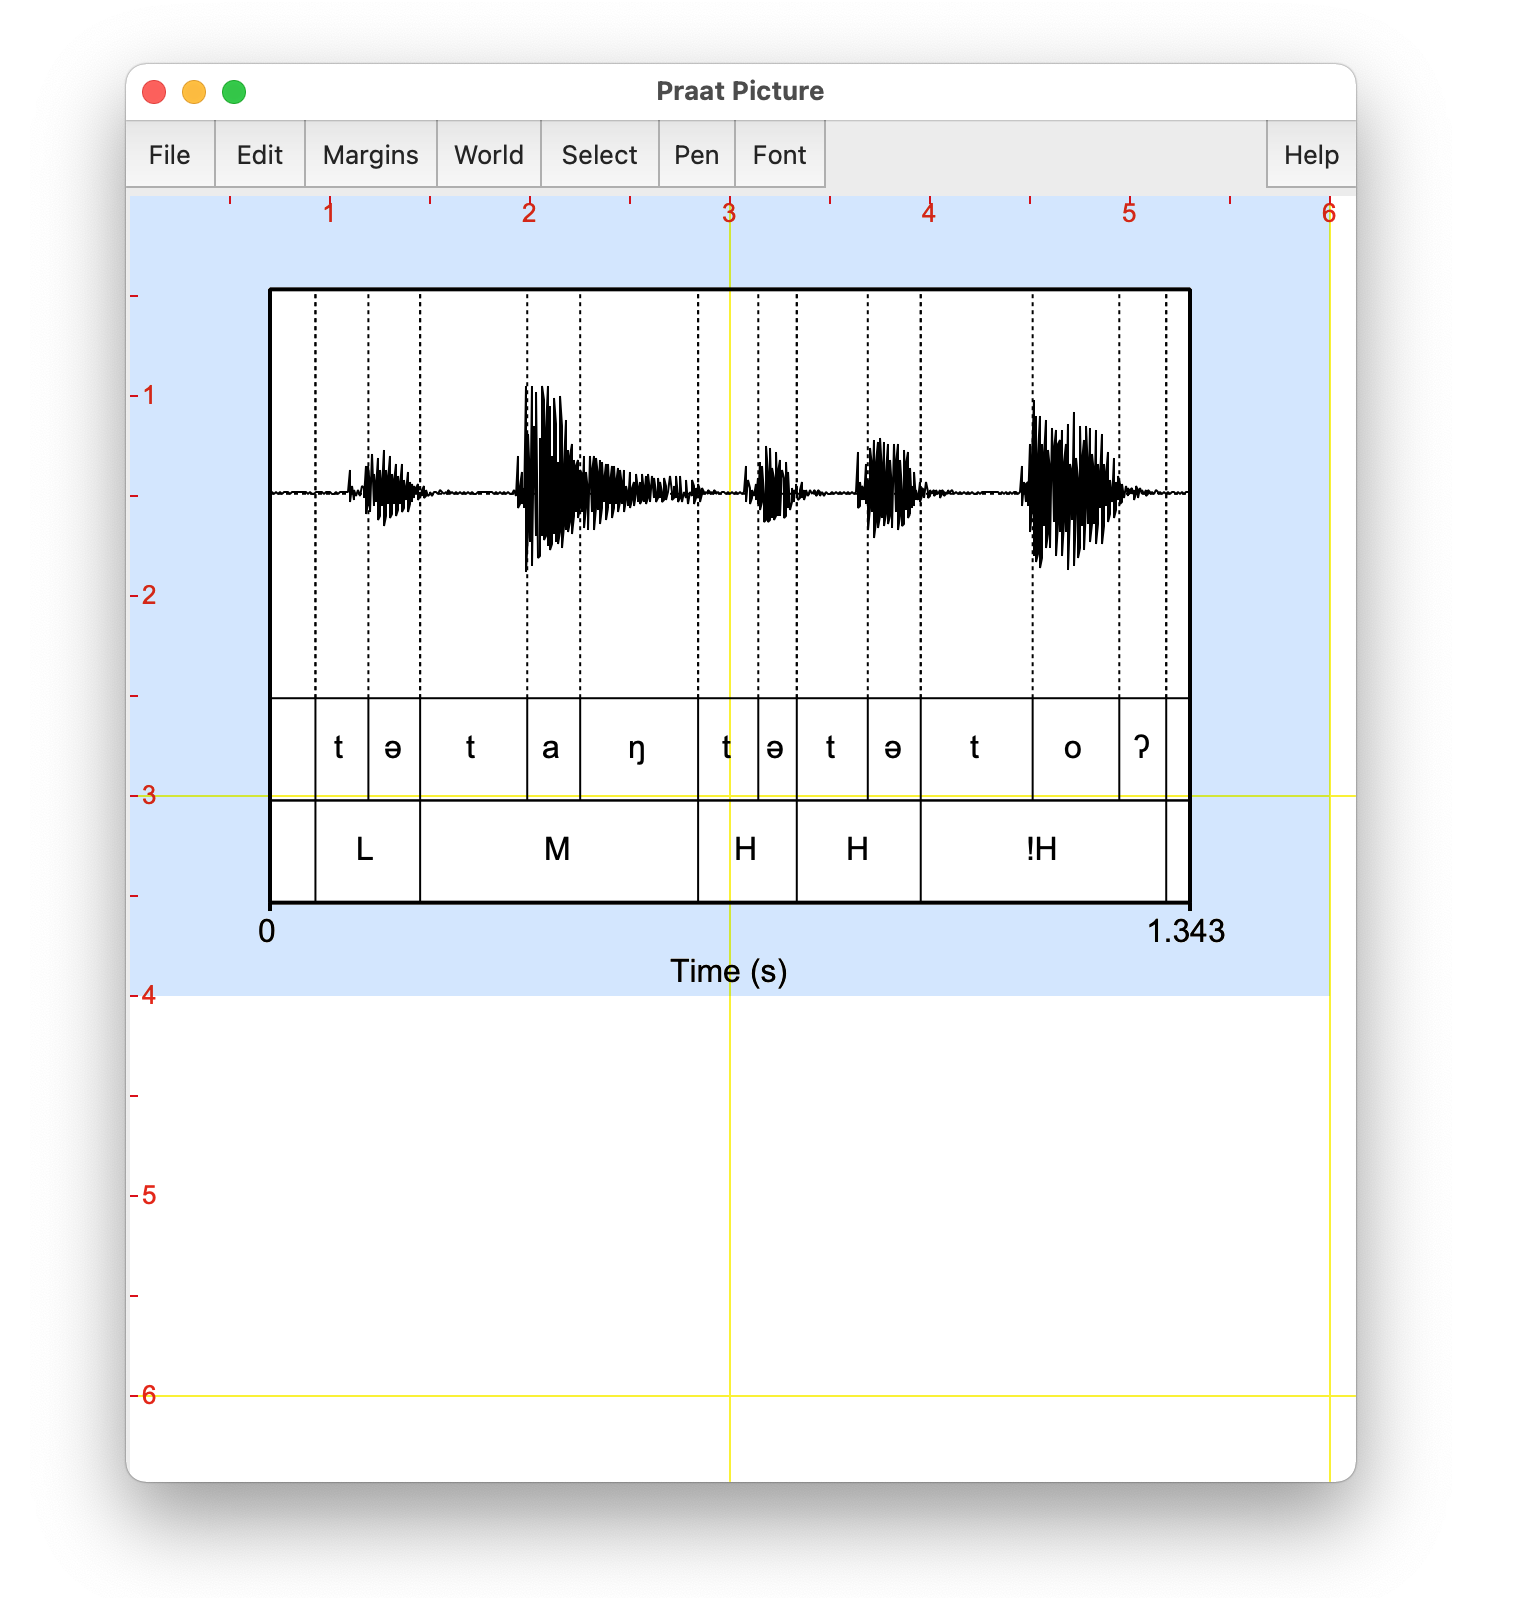 Praat Picture
File Edit Margins World Select Pen Font Help
1 2 3 4 5 6
1
2
t ə t a ŋ t ə t ə t o ʔ
3
L M H H !H
0 1.343
Time (s)
4
5
6